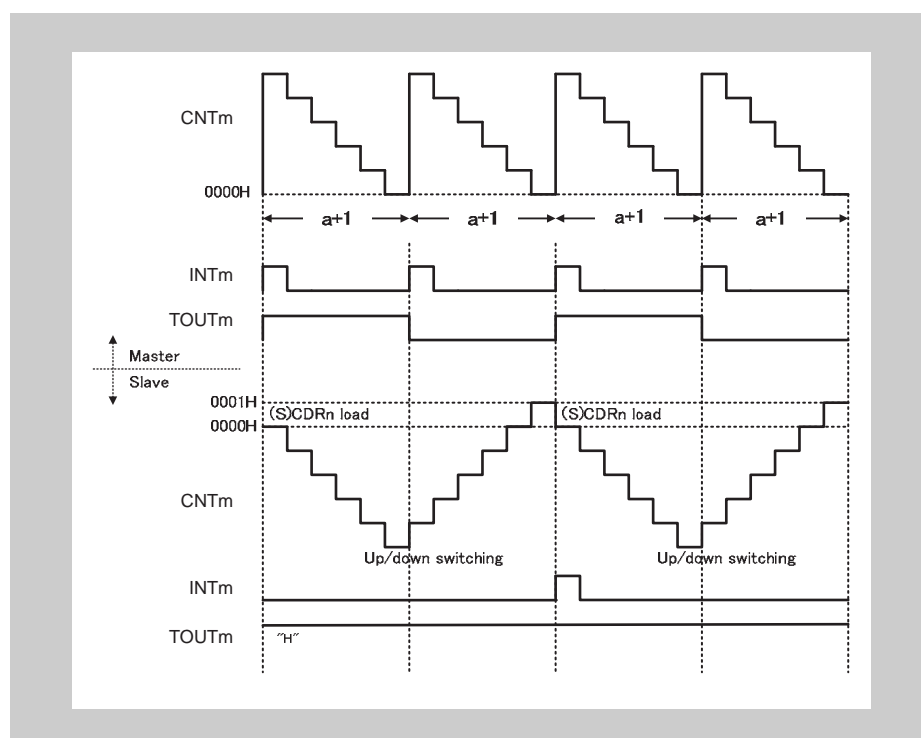 CNTm
0000H
a+1 a+1 a+1 a+1
INTm
TOUTm
Master
Slave
0001H
(S)CDRn load (S)CDRn load
0000H
CNTm
Up/down switching Up/down switching
INTm
TOUTm
"H"